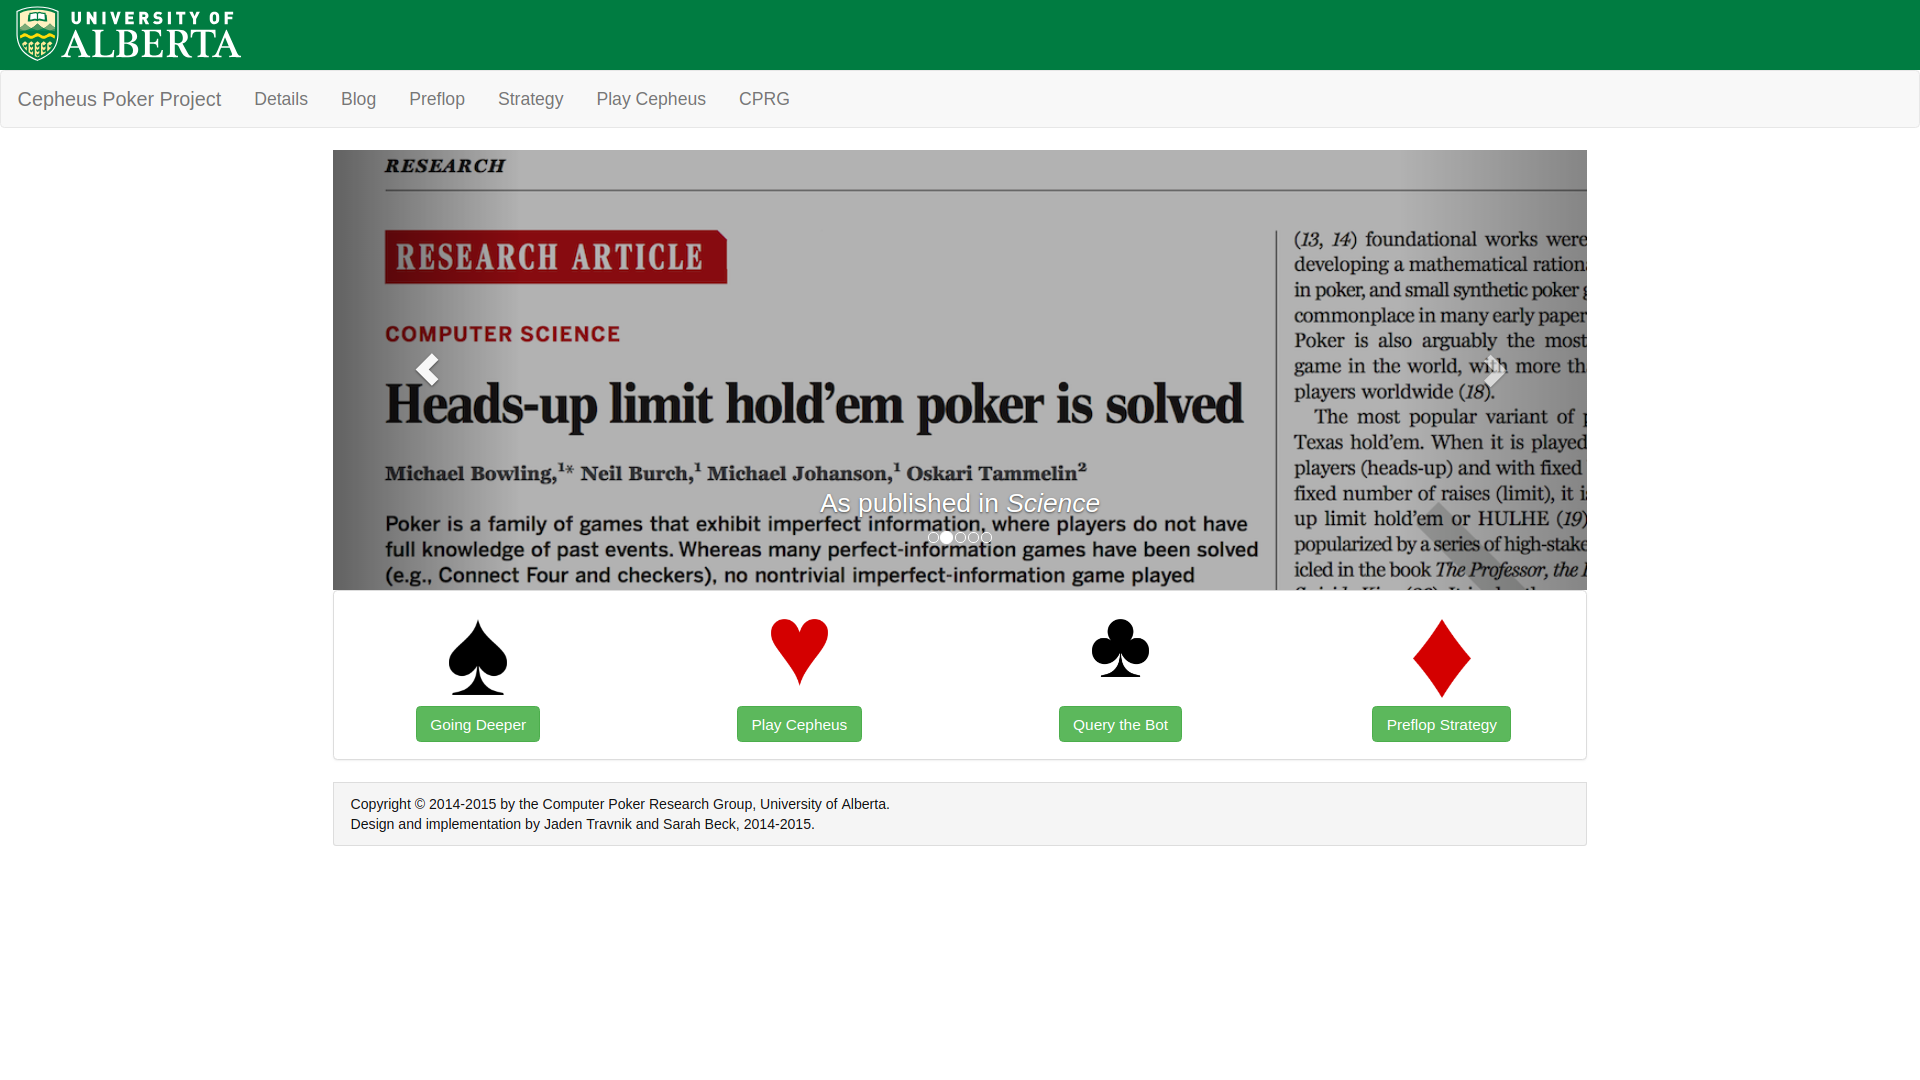 UNIVERSITY OF
ALBERTA
Cepheus Poker Project Details Blog Preflop Strategy Play Cepheus CPRG
RESEARCH
RESEARCH ARTICLE
COMPUTER SCIENCE
Heads-up limit hold'em poker is solved
Michael Bowling,1* Neil Burch,1 Michael Johanson,1 Oskari Tammelin2
Poker is a family of games that exhibit imperfect information, where players do not have
full knowledge of past events. Whereas many perfect-information games have been solved
(e.g., Connect Four and checkers), no nontrivial imperfect-information game played
(13, 14) foundational works were
developing a mathematical
in poker, and small synthetic poker
commonplace in many early
Poker is also arguably the most
game in the world, with more
players worldwide (18).
The most popular variant of
Texas hold'em. When it is played
players (heads-up) and with fixed
fixed number of raises (limit), it
up limit hold'em or HULHE (19)
popularized by a series of
icled in the book The Professor, the
As published in Science
Going Deeper
Play Cepheus
Query the Bot
Preflop Strategy
Copyright © 2014-2015 by the Computer Poker Research Group, University of Alberta.
Design and implementation by Jaden Travnik and Sarah Beck, 2014-2015.